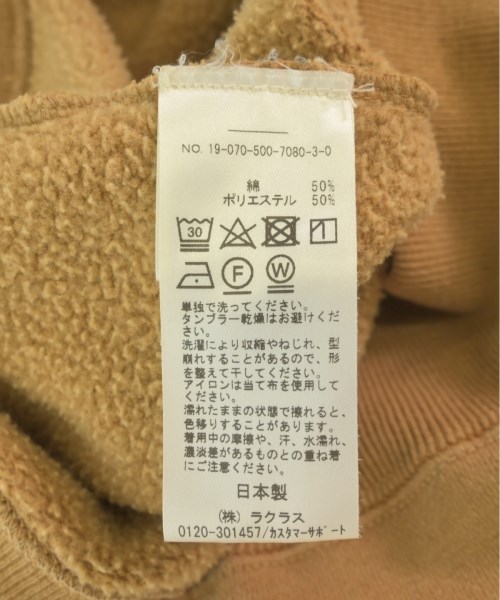 NO. 19-070-500-7080-3-0
綿 50%
ポリエステル 50%
30
F W
単独で洗ってください。
タンブラー乾燥はお避けくだ
さい。
洗濯により収縮やねじれ、型
崩れすることがあるので、形
を整えて干してください。
アイロンは当て布を使用して
ください。
濡れたままの状態で擦れると、
色移りすることがあります。
着用中の摩擦や、汗、水濡れ、
濃淡差があるものとの重ね着
にご注意ください。
日本製
(株) ラクラス
0120-301457/カスタマーサポート